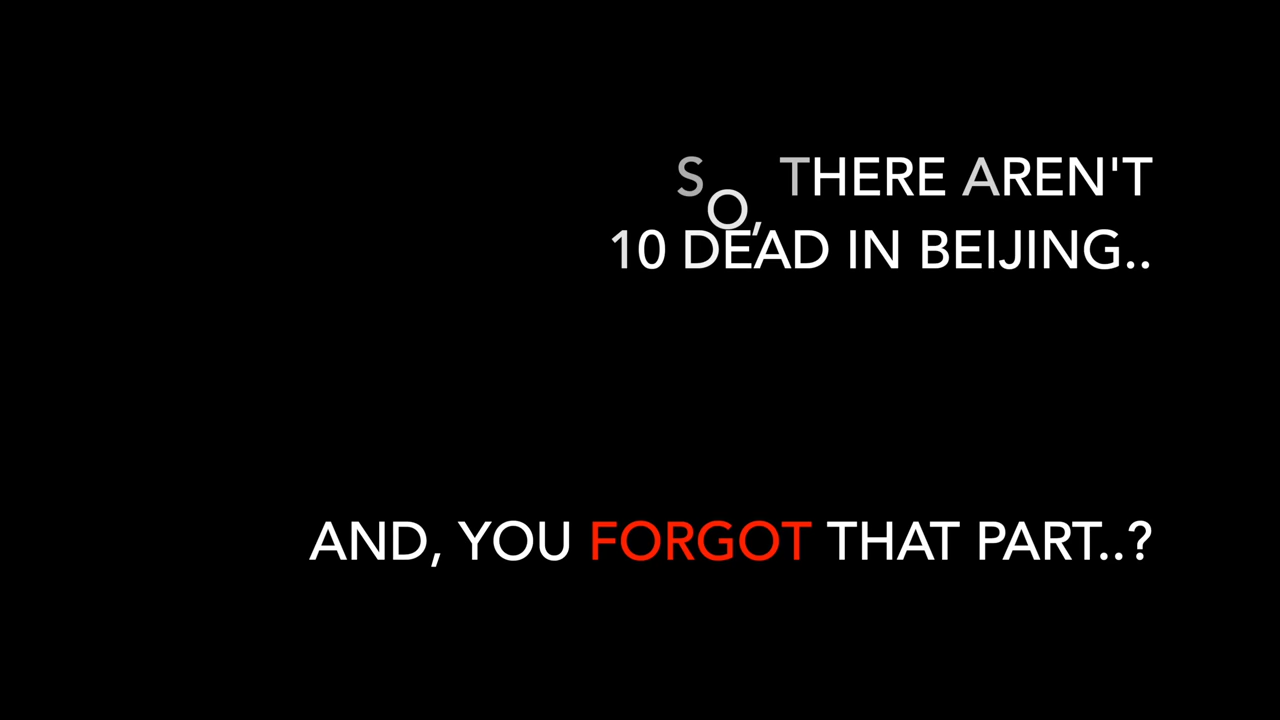 SO, THERE AREN'T
10 DEAD IN BEIJING..
AND, YOU FORGOT THAT PART..?